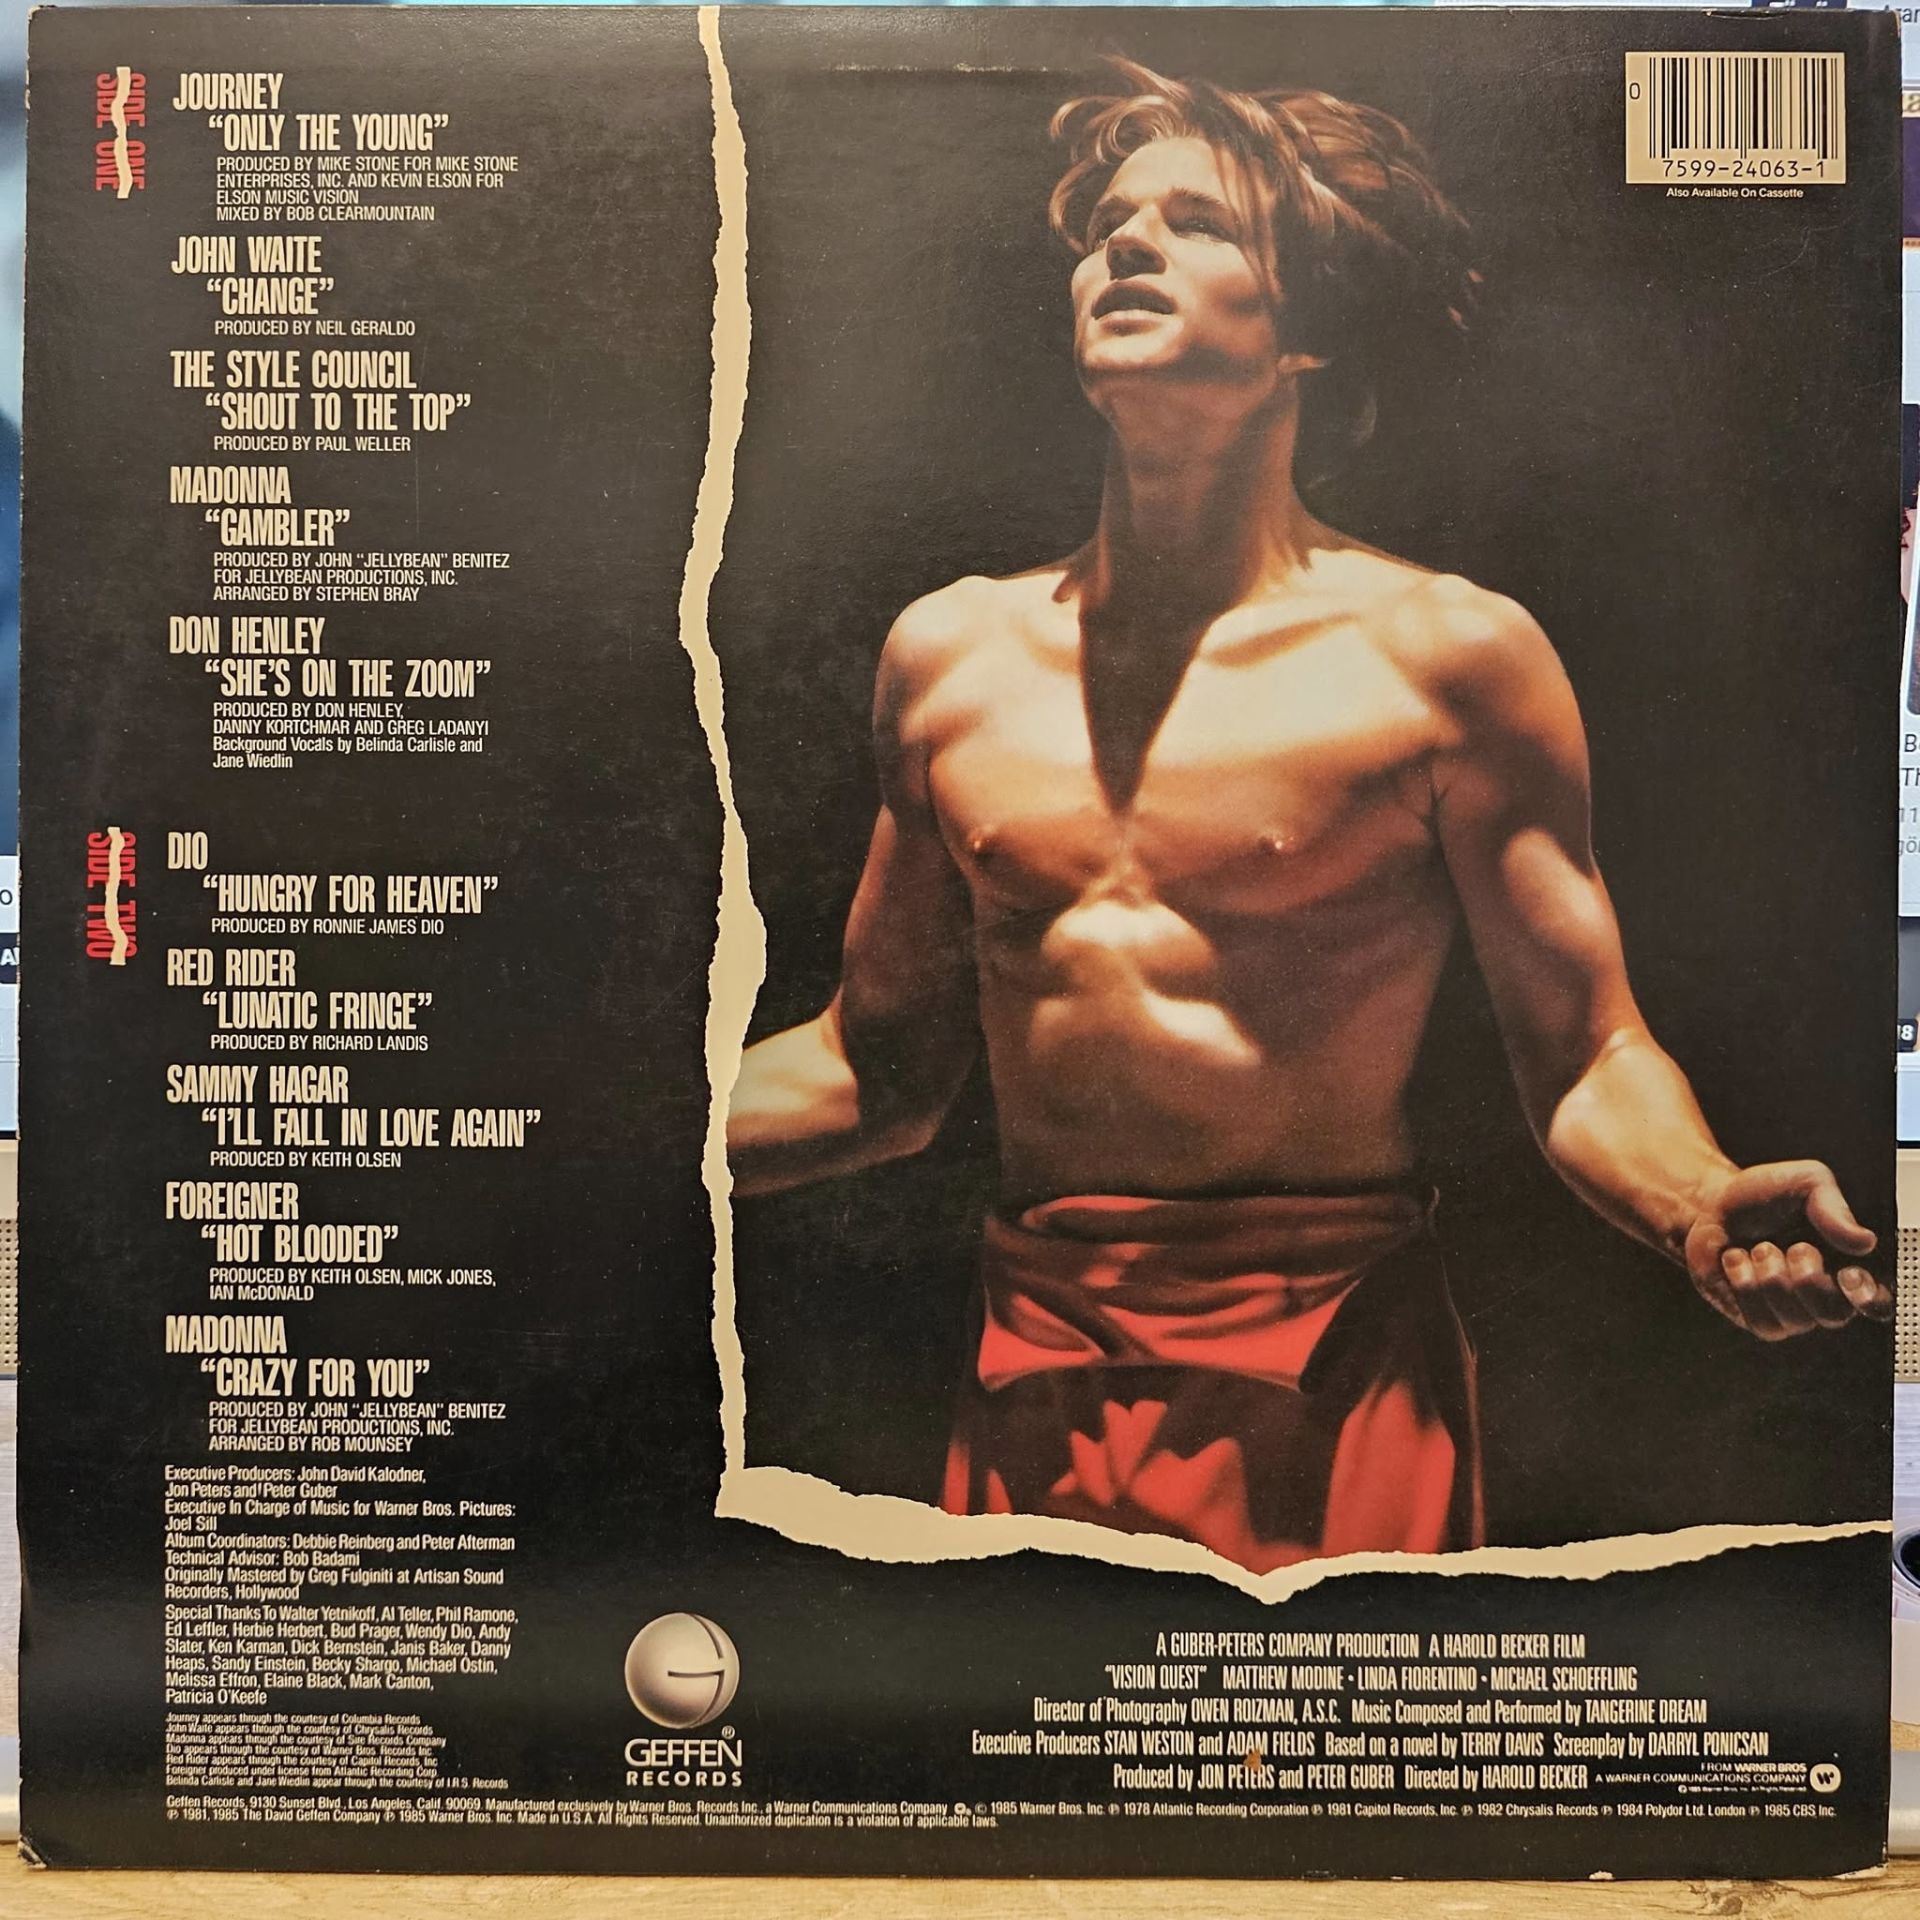 SIDE ONE
JOURNEY
“ONLY THE YOUNG”
PRODUCED BY MIKE STONE FOR MIKE STONE
ENTERPRISES, INC. AND KEVIN ELSON FOR
ELSON MUSIC VISION
MIXED BY BOB CLEARMOUNTAIN
JOHN WAITE
“CHANGE”
PRODUCED BY NEIL GERALDO
THE STYLE COUNCIL
“SHOUT TO THE TOP”
PRODUCED BY PAUL WELLER
MADONNA
“GAMBLER”
PRODUCED BY JOHN “JELLYBEAN” BENITEZ
FOR JELLYBEAN PRODUCTIONS, INC.
ARRANGED BY STEPHEN BRAY
DON HENLEY
“SHE’S ON THE ZOOM”
PRODUCED BY DON HENLEY,
DANNY KORTCHMAR AND GREG LADANYI
Background Vocals by Belinda Carlisle and
Jane Wiedlin
SIDE TWO
DIO
“HUNGRY FOR HEAVEN”
PRODUCED BY RONNIE JAMES DIO
RED RIDER
“LUNATIC FRINGE”
PRODUCED BY RICHARD LANDIS
SAMMY HAGAR
“I’LL FALL IN LOVE AGAIN”
PRODUCED BY KEITH OLSEN
FOREIGNER
“HOT BLOODED”
PRODUCED BY KEITH OLSEN, MICK JONES,
IAN McDONALD
MADONNA
“CRAZY FOR YOU”
PRODUCED BY JOHN “JELLYBEAN” BENITEZ
FOR JELLYBEAN PRODUCTIONS, INC.
ARRANGED BY ROB MOUNSEY
Executive Producers: John David Kalodner,
Jon Peters and Peter Guber
Executive In Charge of Music for Warner Bros. Pictures:
Joel Sill
Album Coordinators: Debbie Reinberg and Peter Afterman
Technical Advisor: Bob Badami
Originally Mastered by Greg Fulginiti at Artisan Sound
Recorders, Hollywood
Special Thanks To Walter Yetnikoff, Al Teller, Phil Ramone,
Ed Leffler, Herbie Herbert, Bud Prager, Wendy Dio, Andy
Slater, Ken Karman, Dick Bernstein, Janis Baker, Danny
Heaps, Sandy Einstein, Becky Shargo, Michael Ostin,
Melissa Effron, Elaine Black, Mark Canton,
Patricia O’Keefe
Journey appears through the courtesy of Columbia Records
John Waite appears through the courtesy of Chrysalis Records
Madonna appears through the courtesy of Sire Records Company
Dio appears through the courtesy of Warner Bros. Records Inc.
Red Rider appears through the courtesy of Capitol Records, Inc.
Foreigner produced under license from Atlantic Recording Corp.
Belinda Carlisle and Jane Wiedlin appear through the courtesy of I.R.S. Records
0
7599-24063-1
Also Available On Cassette
®
GEFFEN
RECORDS
A GUBER-PETERS COMPANY PRODUCTION A HAROLD BECKER FILM
“VISION QUEST” MATTHEW MODINE • LINDA FIORENTINO • MICHAEL SCHOEFFLING
Director of Photography OWEN ROIZMAN, A.S.C. Music Composed and Performed by TANGERINE DREAM
Executive Producers STAN WESTON and ADAM FIELDS Based on a novel by TERRY DAVIS Screenplay by DARRYL PONICSAN
Produced by JON PETERS and PETER GUBER Directed by HAROLD BECKER
FROM WARNER BROS
A WARNER COMMUNICATIONS COMPANY
Geffen Records, 9130 Sunset Blvd., Los Angeles, Calif. 90069. Manufactured exclusively by Warner Bros. Records Inc., a Warner Communications Company © 1985 Warner Bros. Inc. ℗ 1978 Atlantic Recording Corporation ℗ 1981 Capitol Records, Inc. ℗ 1982 Chrysalis Records ℗ 1984 Polydor Ltd. London ℗ 1985 CBS, Inc.
℗ 1981, 1985 The David Geffen Company ℗ 1985 Warner Bros. Inc. Made in U.S.A. All Rights Reserved. Unauthorized duplication is a violation of applicable laws.